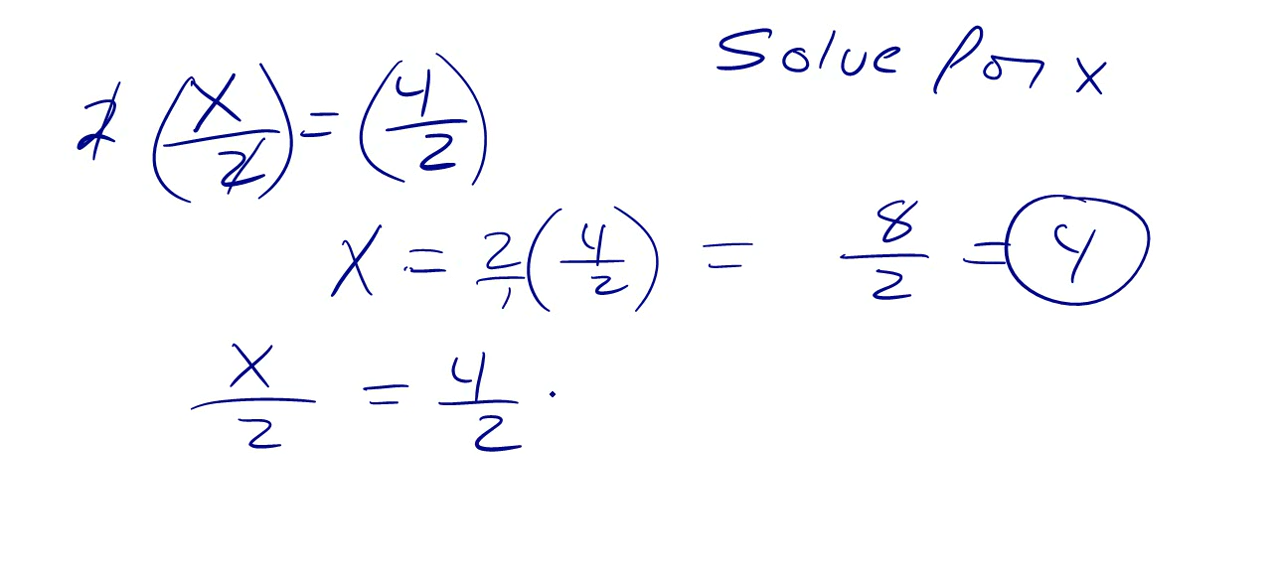 Solve for x
2 (x/2) = (4/2)
x = 2/1 (4/2) = 8/2 = 4
x/2 = 4/2 .